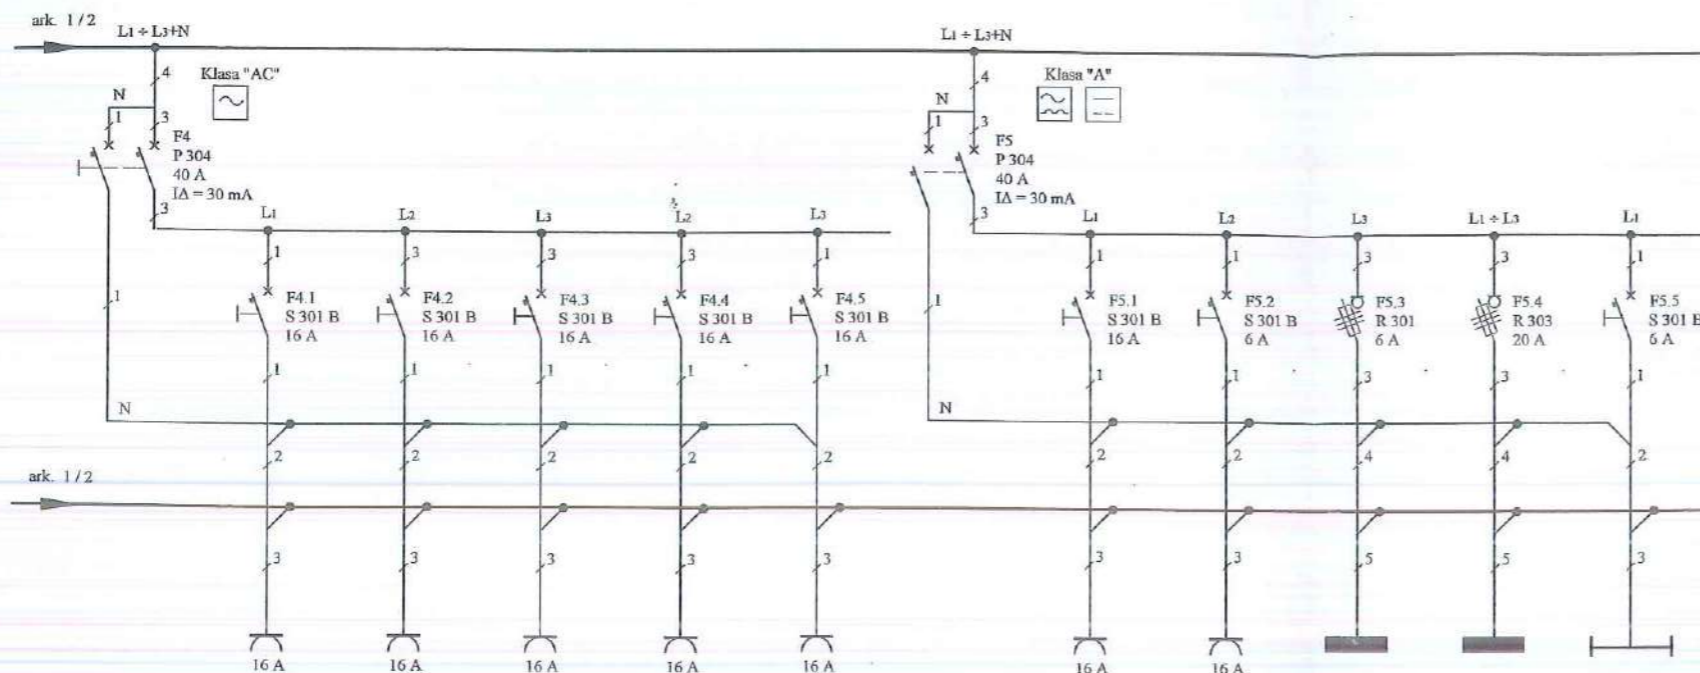 ark. 1/2
L1 ÷ L3+N
L1 ÷ L3+N
4
Klasa "AC"
4
Klasa "A"
N
N
1
3
1
3
F4
P 304
40 A
IΔ = 30 mA
F5
P 304
40 A
IΔ = 30 mA
3
3
L1
L2
L3
L2
L3
L1
L2
L3
L1 ÷ L3
L1
1
3
3
3
1
1
1
3
3
1
1
F4.1
S 301 B
16 A
F4.2
S 301 B
16 A
F4.3
S 301 B
16 A
F4.4
S 301 B
16 A
F4.5
S 301 B
16 A
1
F5.1
S 301 B
16 A
F5.2
S 301 B
6 A
F5.3
R 301
6 A
F5.4
R 303
20 A
F5.5
S 301 B
6 A
1
1
1
1
1
1
1
3
3
1
N
N
2
2
2
2
2
2
2
4
4
2
ark. 1/2
3
3
3
3
3
3
3
5
5
3
16 A
16 A
16 A
16 A
16 A
16 A
16 A